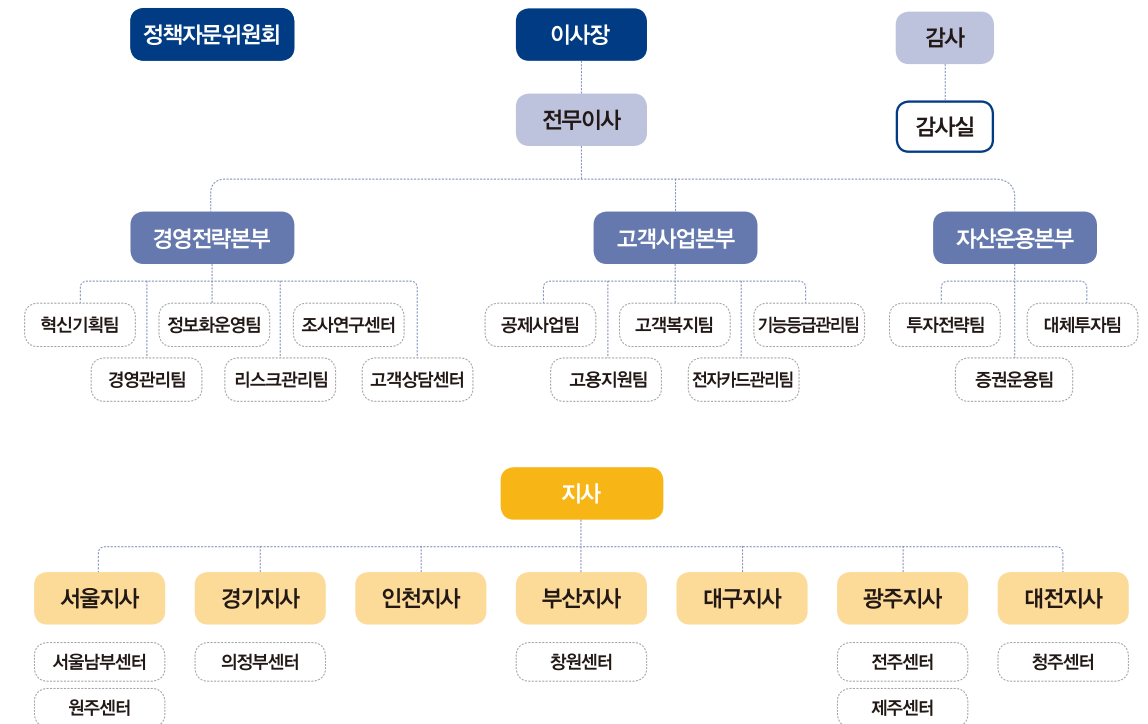 정책자문위원회
이사장
감사
전무이사
감사실
경영전략본부
고객사업본부
자산운용본부
혁신기획팀
정보화운영팀
조사연구센터
공제사업팀
고객복지팀
기능등급관리팀
투자전략팀
대체투자팀
경영관리팀
리스크관리팀
고객상담센터
고용지원팀
전자카드관리팀
증권운용팀
지사
서울지사
경기지사
인천지사
부산지사
대구지사
광주지사
대전지사
서울남부센터
의정부센터
창원센터
전주센터
청주센터
원주센터
제주센터